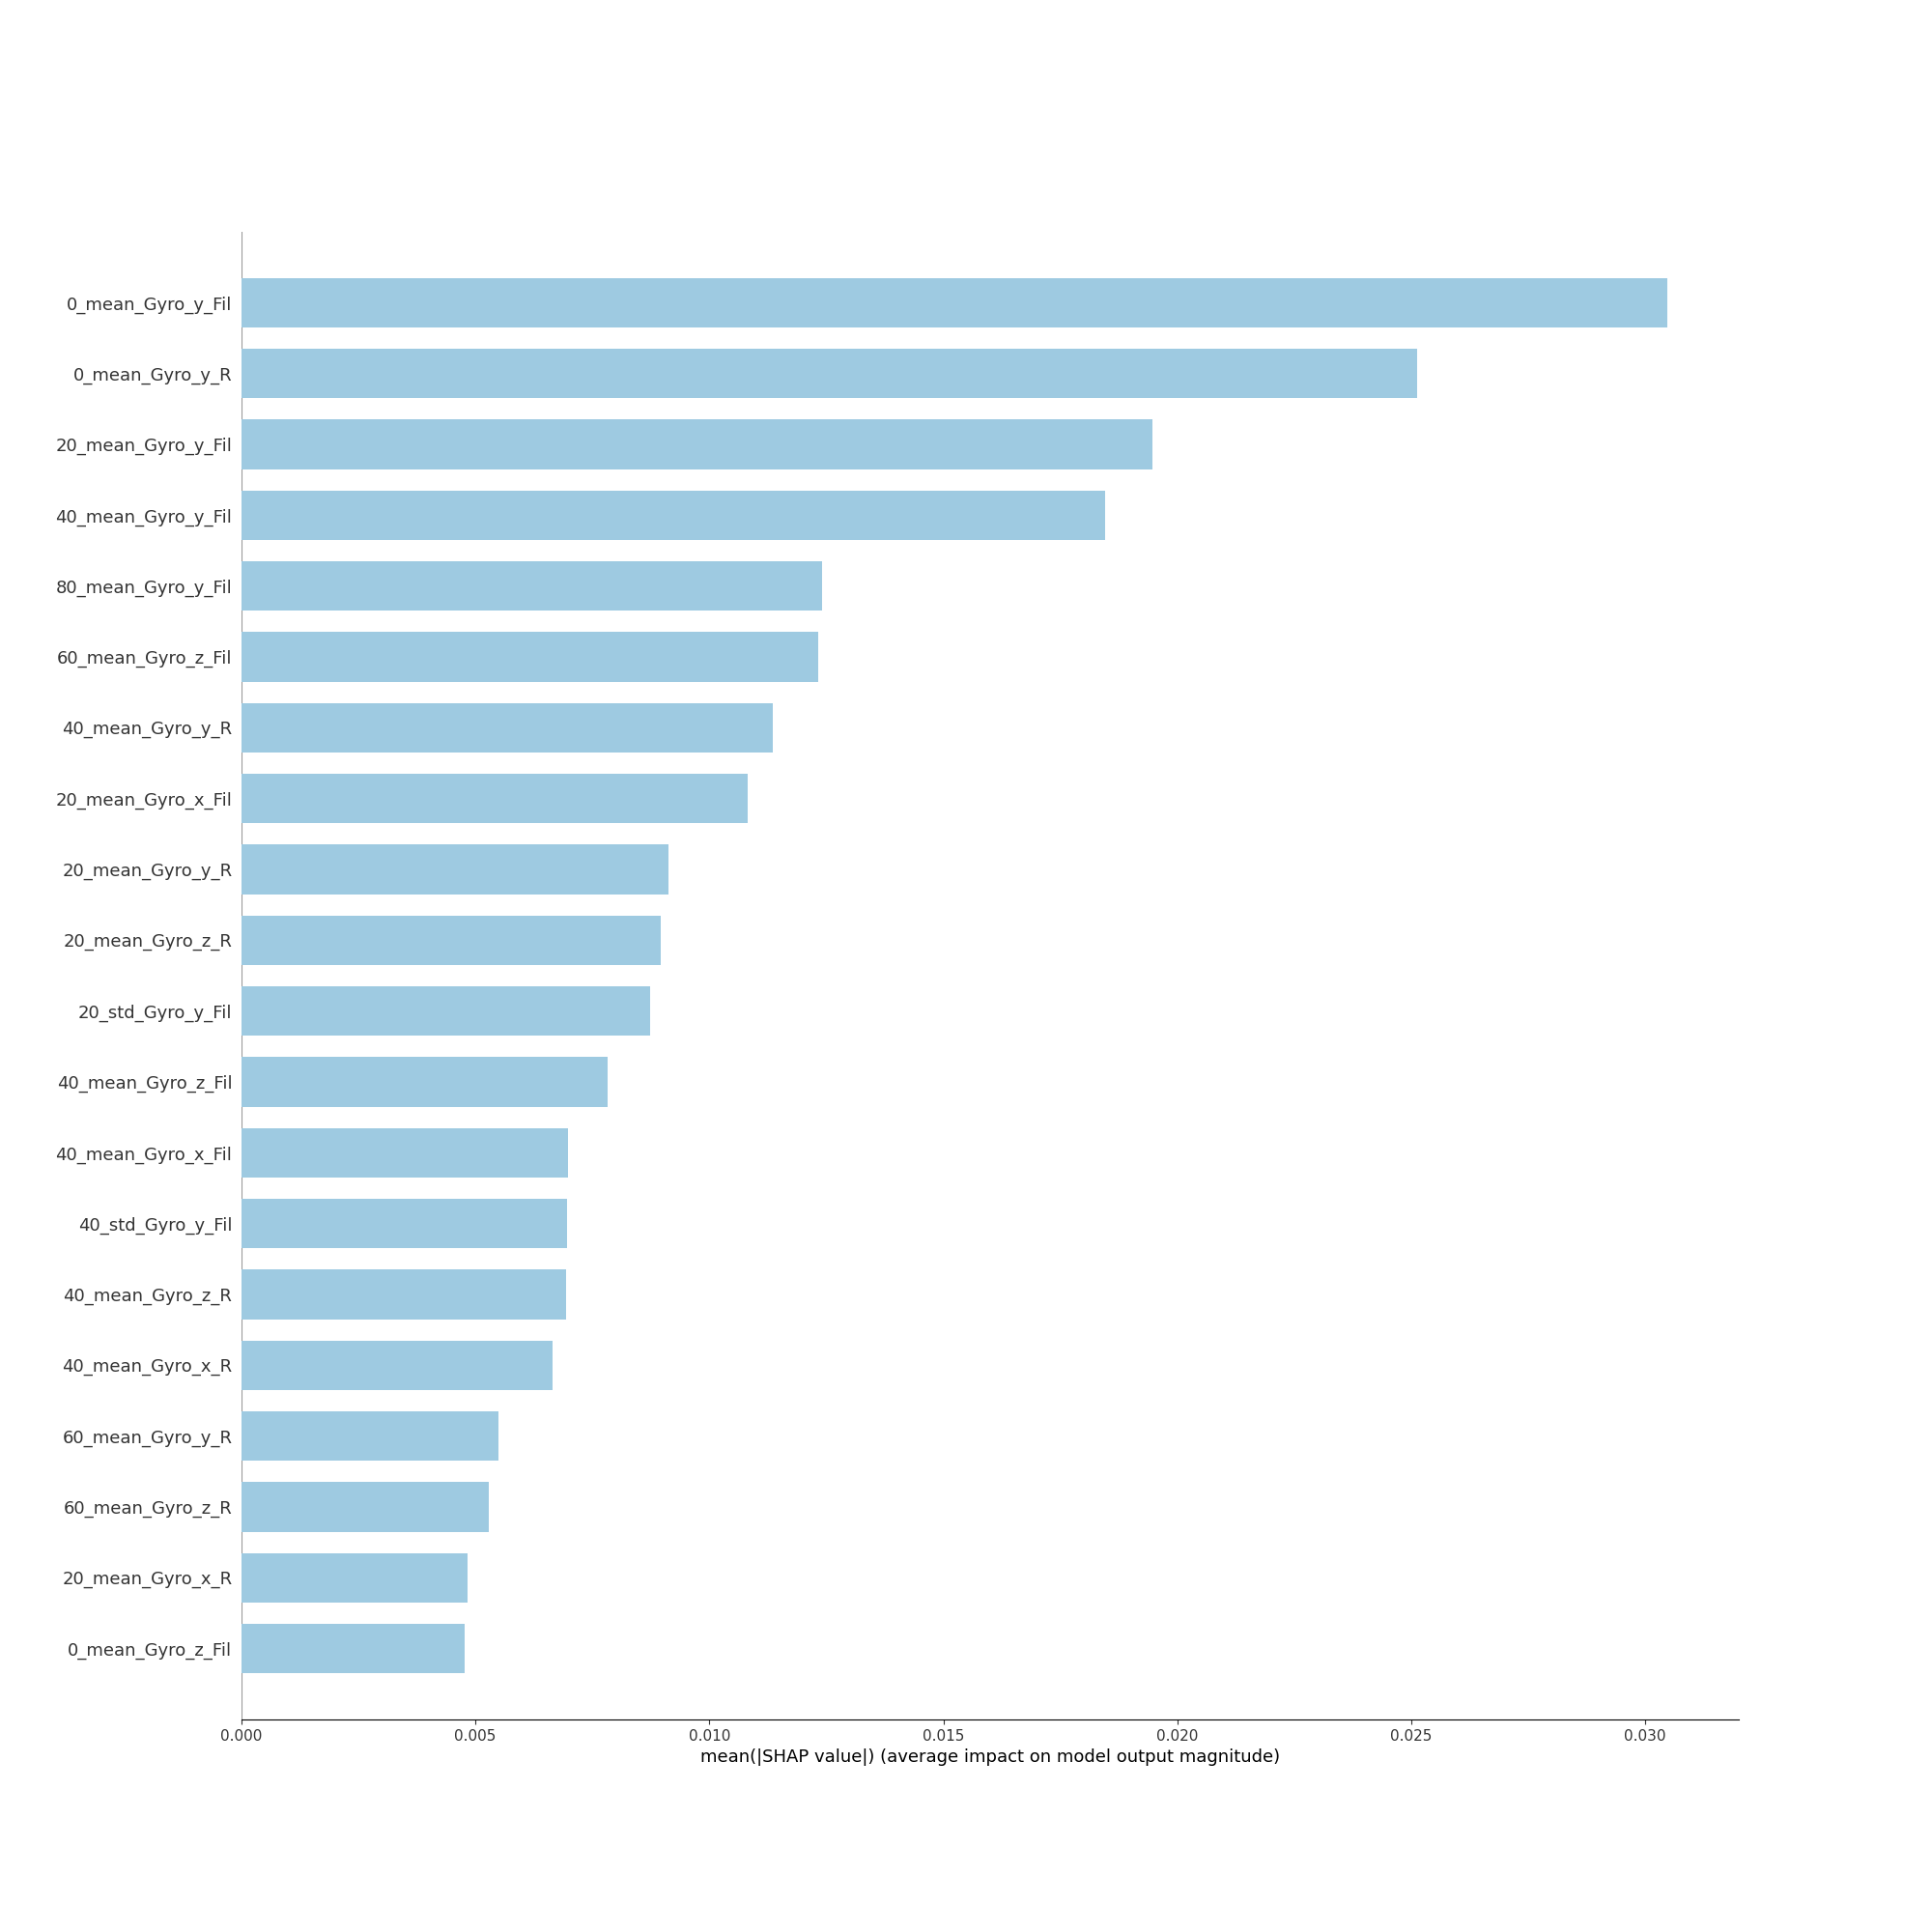 0_mean_Gyro_y_Fil
0_mean_Gyro_y_R
20_mean_Gyro_y_Fil
40_mean_Gyro_y_Fil
80_mean_Gyro_y_Fil
60_mean_Gyro_z_Fil
40_mean_Gyro_y_R
20_mean_Gyro_x_Fil
20_mean_Gyro_y_R
20_mean_Gyro_z_R
20_std_Gyro_y_Fil
40_mean_Gyro_z_Fil
40_mean_Gyro_x_Fil
40_std_Gyro_y_Fil
40_mean_Gyro_z_R
40_mean_Gyro_x_R
60_mean_Gyro_y_R
60_mean_Gyro_z_R
20_mean_Gyro_x_R
0_mean_Gyro_z_Fil
0.000 0.005 0.010 0.015 0.020 0.025 0.030
mean(|SHAP value|) (average impact on model output magnitude)